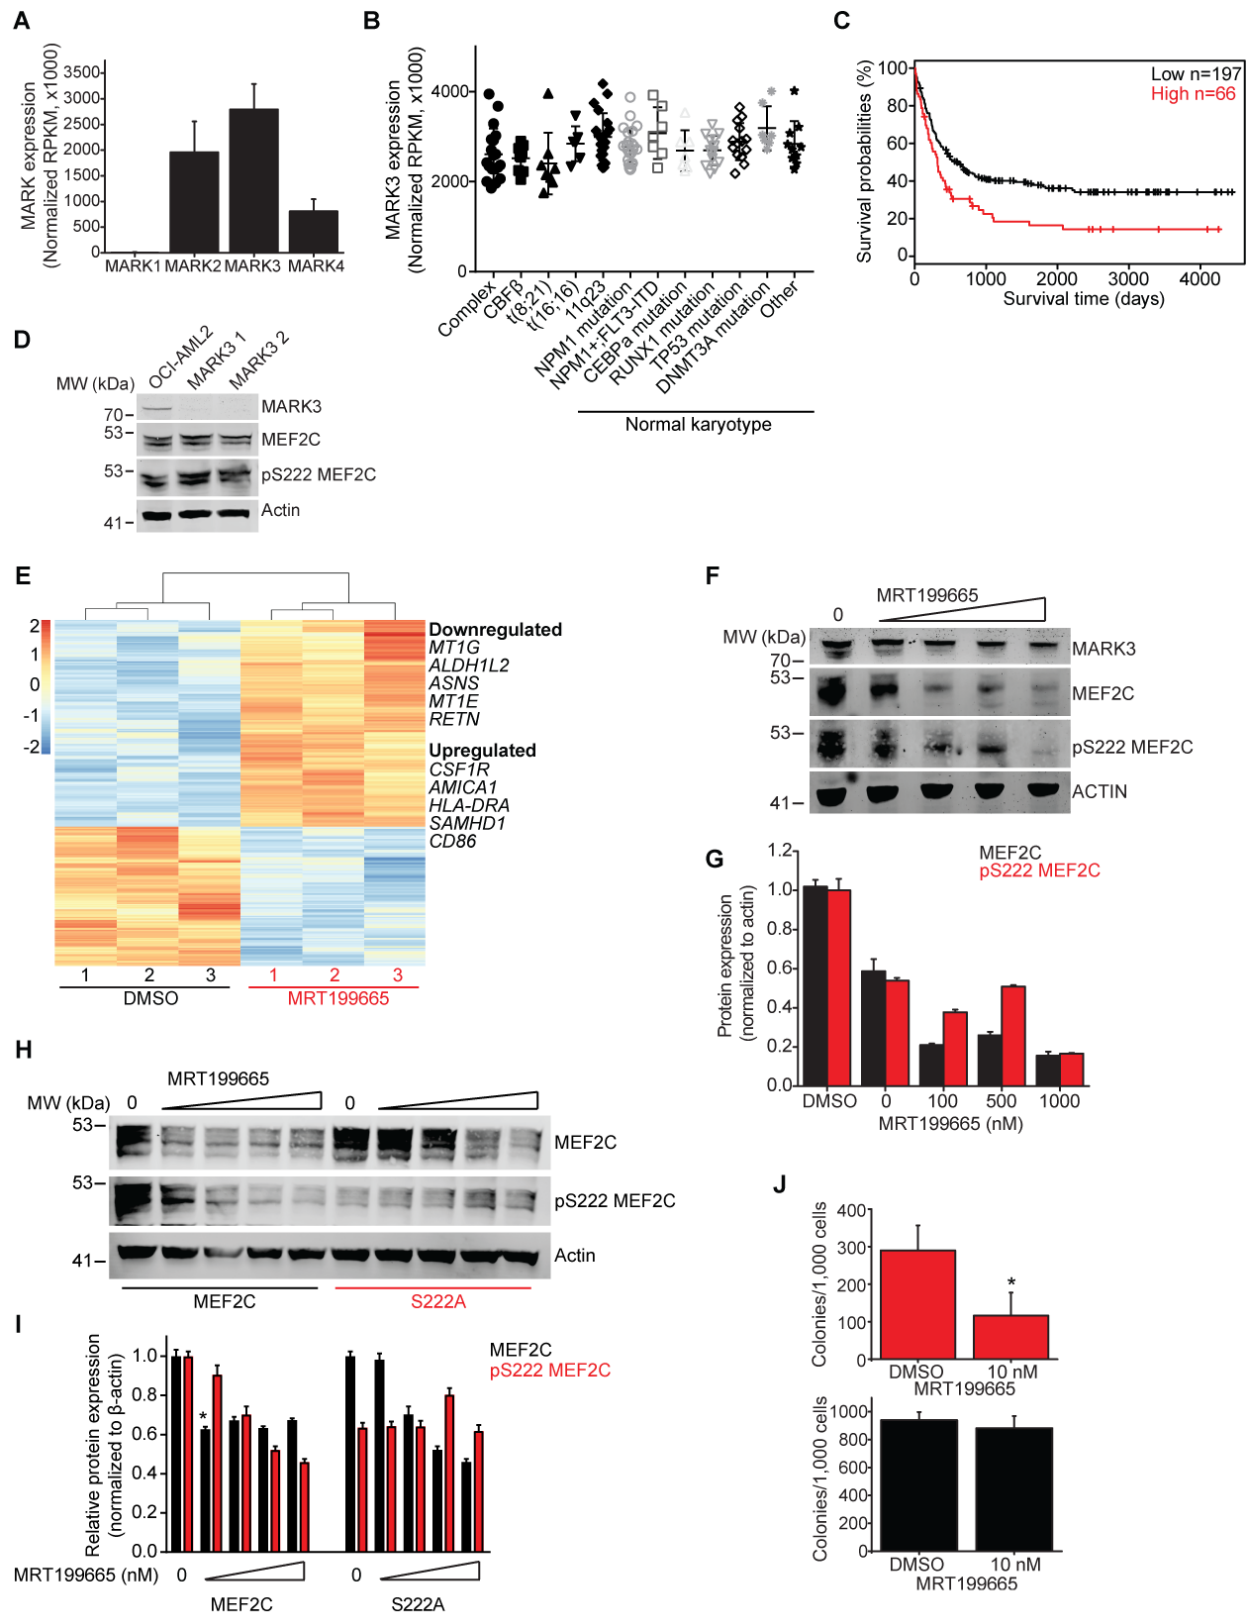 A
MARK expression
(Normalized RPKM, x1000)
3500
3000
2500
2000
1500
1000
500
0
MARK1 MARK2 MARK3 MARK4
B
MARK3 expression
(Normalized RPKM, x1000)
4000
2000
0
Complex
CBFβ
t(8;21)
t(16;16)
11q23
NPM1 mutation
NPM1+;FLT3-ITD
CEBPa mutation
RUNX1 mutation
TP53 mutation
DNMT3A mutation
Other
Normal karyotype
C
Survival probabilities (%)
100
80
60
40
20
0
Low n=197
High n=66
0 1000 2000 3000 4000
Survival time (days)
D
OCI-AML2
MARK3 1
MARK3 2
MW (kDa)
70
53
53
41
MARK3
MEF2C
pS222 MEF2C
Actin
E
2
1
0
-1
-2
Downregulated
MT1G
ALDH1L2
ASNS
MT1E
RETN
Upregulated
CSF1R
AMICA1
HLA-DRA
SAMHD1
CD86
1 2 3 1 2 3
DMSO MRT199665
F
MRT199665
0
MW (kDa)
70
53
53
41
MARK3
MEF2C
pS222 MEF2C
ACTIN
G
Protein expression
(normalized to actin)
1.2
1.0
0.8
0.6
0.4
0.2
0.0
MEF2C
pS222 MEF2C
DMSO 0 100 500 1000
MRT199665 (nM)
H
MRT199665
MW (kDa) 0 0
53
53
41
MEF2C
pS222 MEF2C
Actin
MEF2C S222A
I
Relative protein expression
(normalized to β-actin)
1.0
0.8
0.6
0.4
0.2
0.0
*
MEF2C
pS222 MEF2C
MRT199665 (nM) 0 0
MEF2C S222A
J
Colonies/1,000 cells
400
300
200
100
0
*
DMSO 10 nM
MRT199665
Colonies/1,000 cells
1000
800
600
400
200
0
DMSO 10 nM
MRT199665